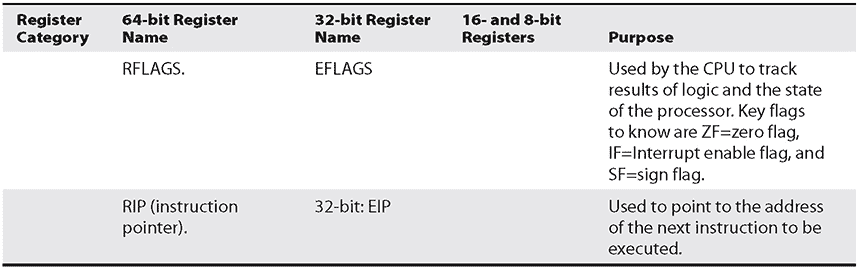 Register Category
64-bit Register Name
32-bit Register Name
16- and 8-bit Registers
Purpose
RFLAGS.
EFLAGS
Used by the CPU to track
results of logic and the state
of the processor. Key flags
to know are ZF=zero flag,
IF=Interrupt enable flag, and
SF=sign flag.
RIP (instruction
pointer).
32-bit: EIP
Used to point to the address
of the next instruction to be
executed.